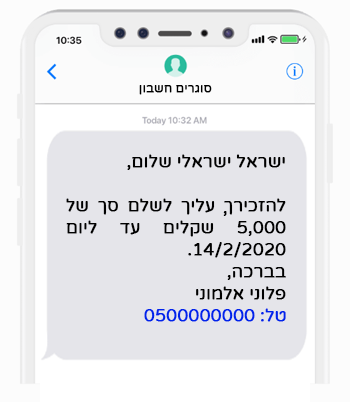 10:35
סוגרים חשבון
Today 10:32 AM
ישראל ישראלי שלום,
להזכירך, עליך לשלם סך של
5,000 שקלים עד ליום
14/2/2020.
בברכה,
פלוני אלמוני
טל: 0500000000